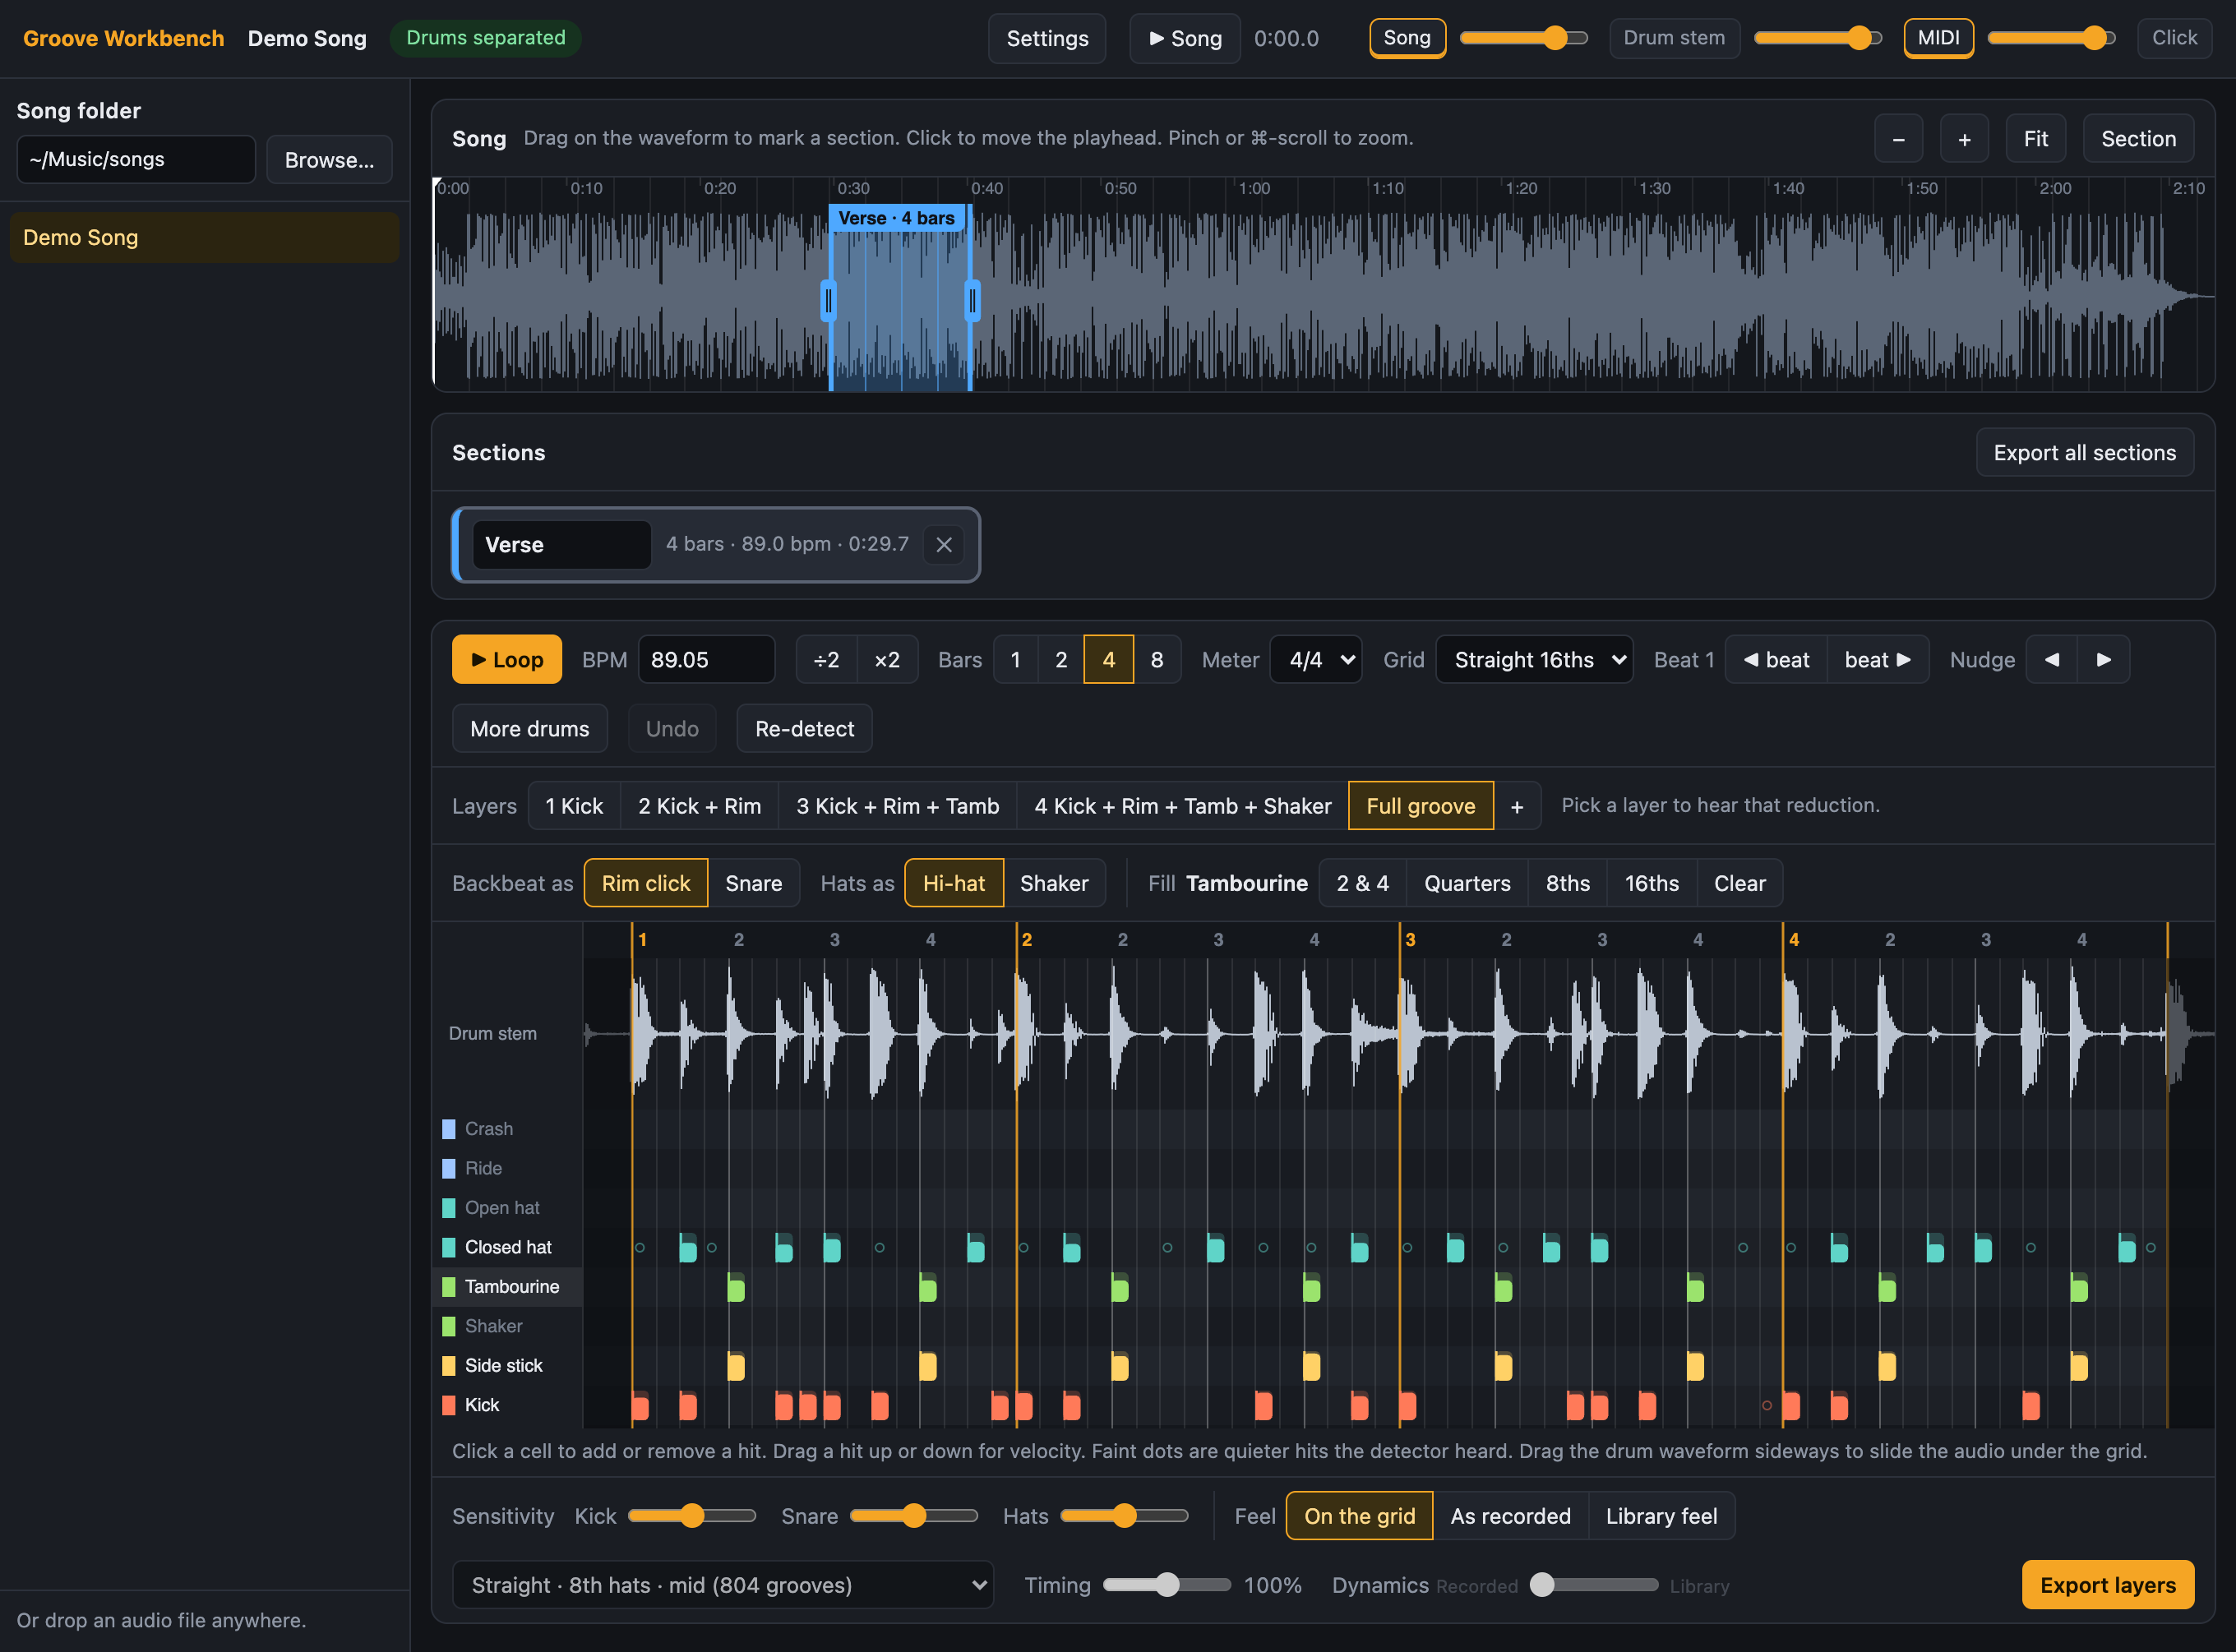 Groove Workbench Demo Song Drums separated Settings ▶ Song 0:00.0 Song Drum stem MIDI Click
Song folder
~/Music/songs Browse...
Demo Song
Or drop an audio file anywhere.
Song Drag on the waveform to mark a section. Click to move the playhead. Pinch or ⌘-scroll to zoom. – + Fit Section
0:00 0:10 0:20 0:30 0:40 0:50 1:00 1:10 1:20 1:30 1:40 1:50 2:00 2:10
Verse · 4 bars
Sections Export all sections
Verse 4 bars · 89.0 bpm · 0:29.7 ×
▶ Loop BPM 89.05 ÷2 ×2 Bars 1 2 4 8 Meter 4/4 Grid Straight 16ths Beat 1 ◀ beat beat ▶ Nudge ◀ ▶
More drums Undo Re-detect
Layers 1 Kick 2 Kick + Rim 3 Kick + Rim + Tamb 4 Kick + Rim + Tamb + Shaker Full groove + Pick a layer to hear that reduction.
Backbeat as Rim click Snare Hats as Hi-hat Shaker Fill Tambourine 2 & 4 Quarters 8ths 16ths Clear
1 2 3 4 2 2 3 4 3 2 3 4 4 2 3 4
Drum stem
Crash
Ride
Open hat
Closed hat
Tambourine
Shaker
Side stick
Kick
Click a cell to add or remove a hit. Drag a hit up or down for velocity. Faint dots are quieter hits the detector heard. Drag the drum waveform sideways to slide the audio under the grid.
Sensitivity Kick Snare Hats Feel On the grid As recorded Library feel
Straight · 8th hats · mid (804 grooves) Timing 100% Dynamics Recorded Library Export layers